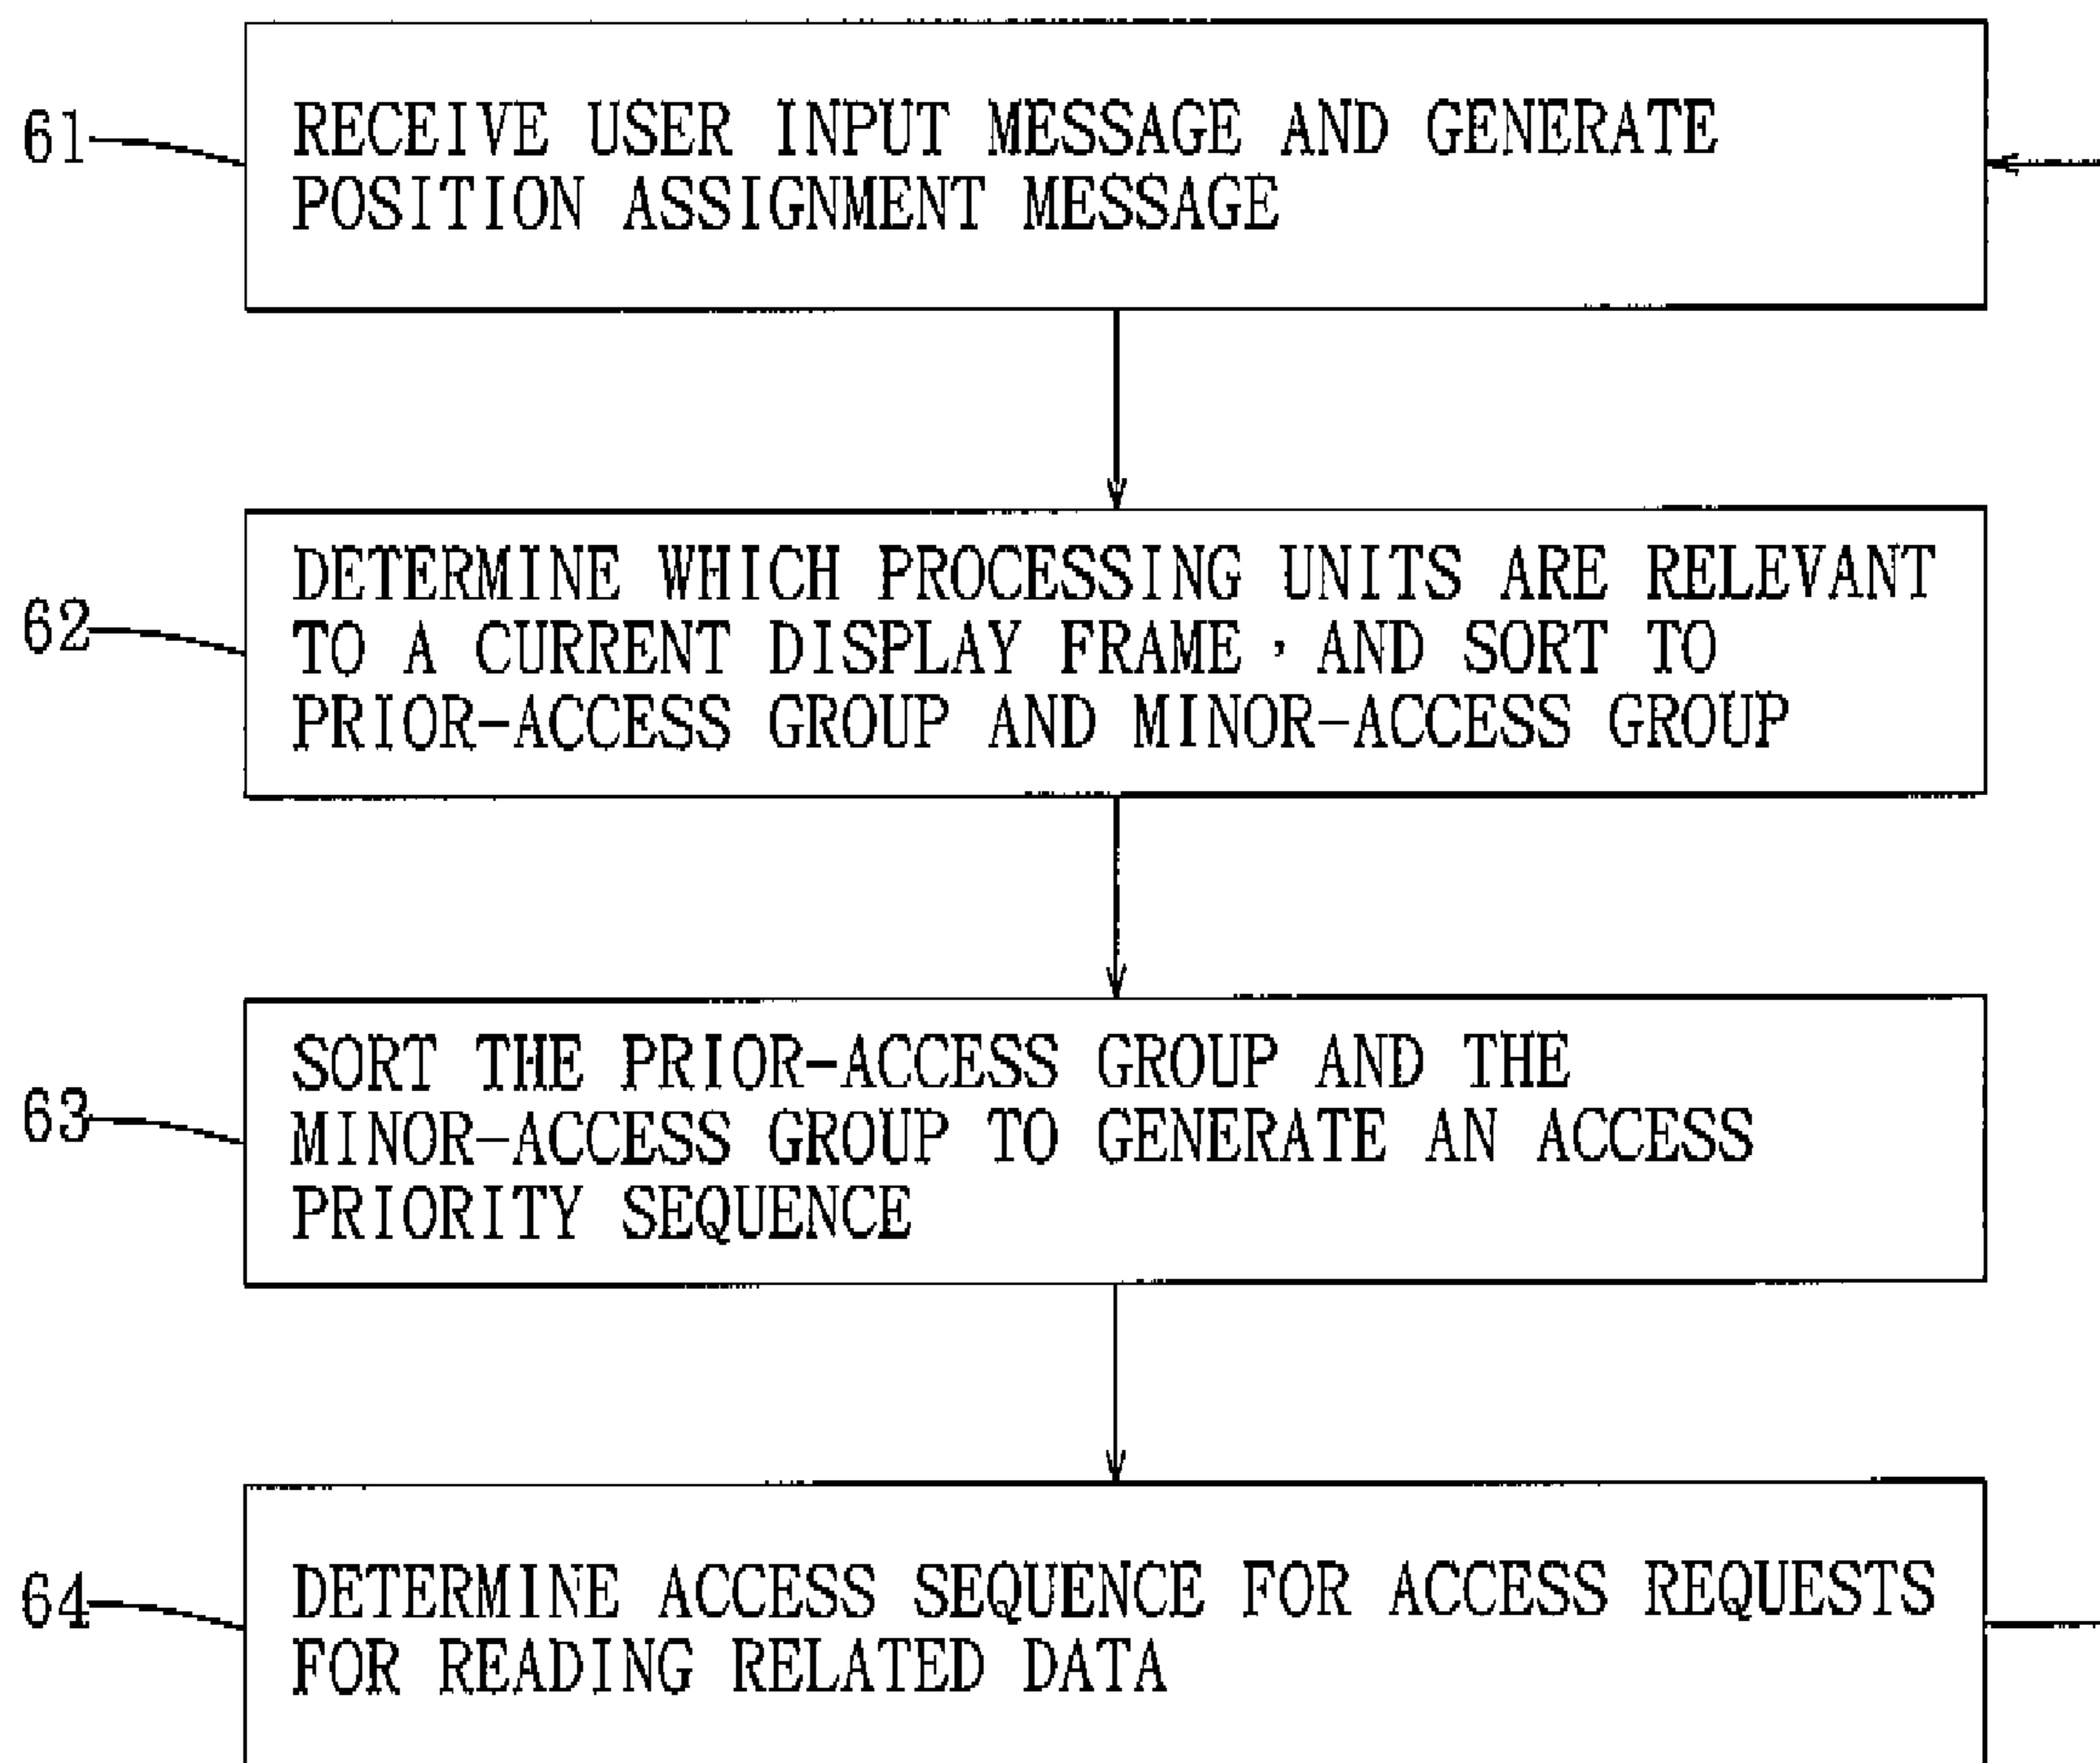 61
RECEIVE USER INPUT MESSAGE AND GENERATE
POSITION ASSIGNMENT MESSAGE
62
DETERMINE WHICH PROCESSING UNITS ARE RELEVANT
TO A CURRENT DISPLAY FRAME, AND SORT TO
PRIOR-ACCESS GROUP AND MINOR-ACCESS GROUP
63
SORT THE PRIOR-ACCESS GROUP AND THE
MINOR-ACCESS GROUP TO GENERATE AN ACCESS
PRIORITY SEQUENCE
64
DETERMINE ACCESS SEQUENCE FOR ACCESS REQUESTS
FOR READING RELATED DATA